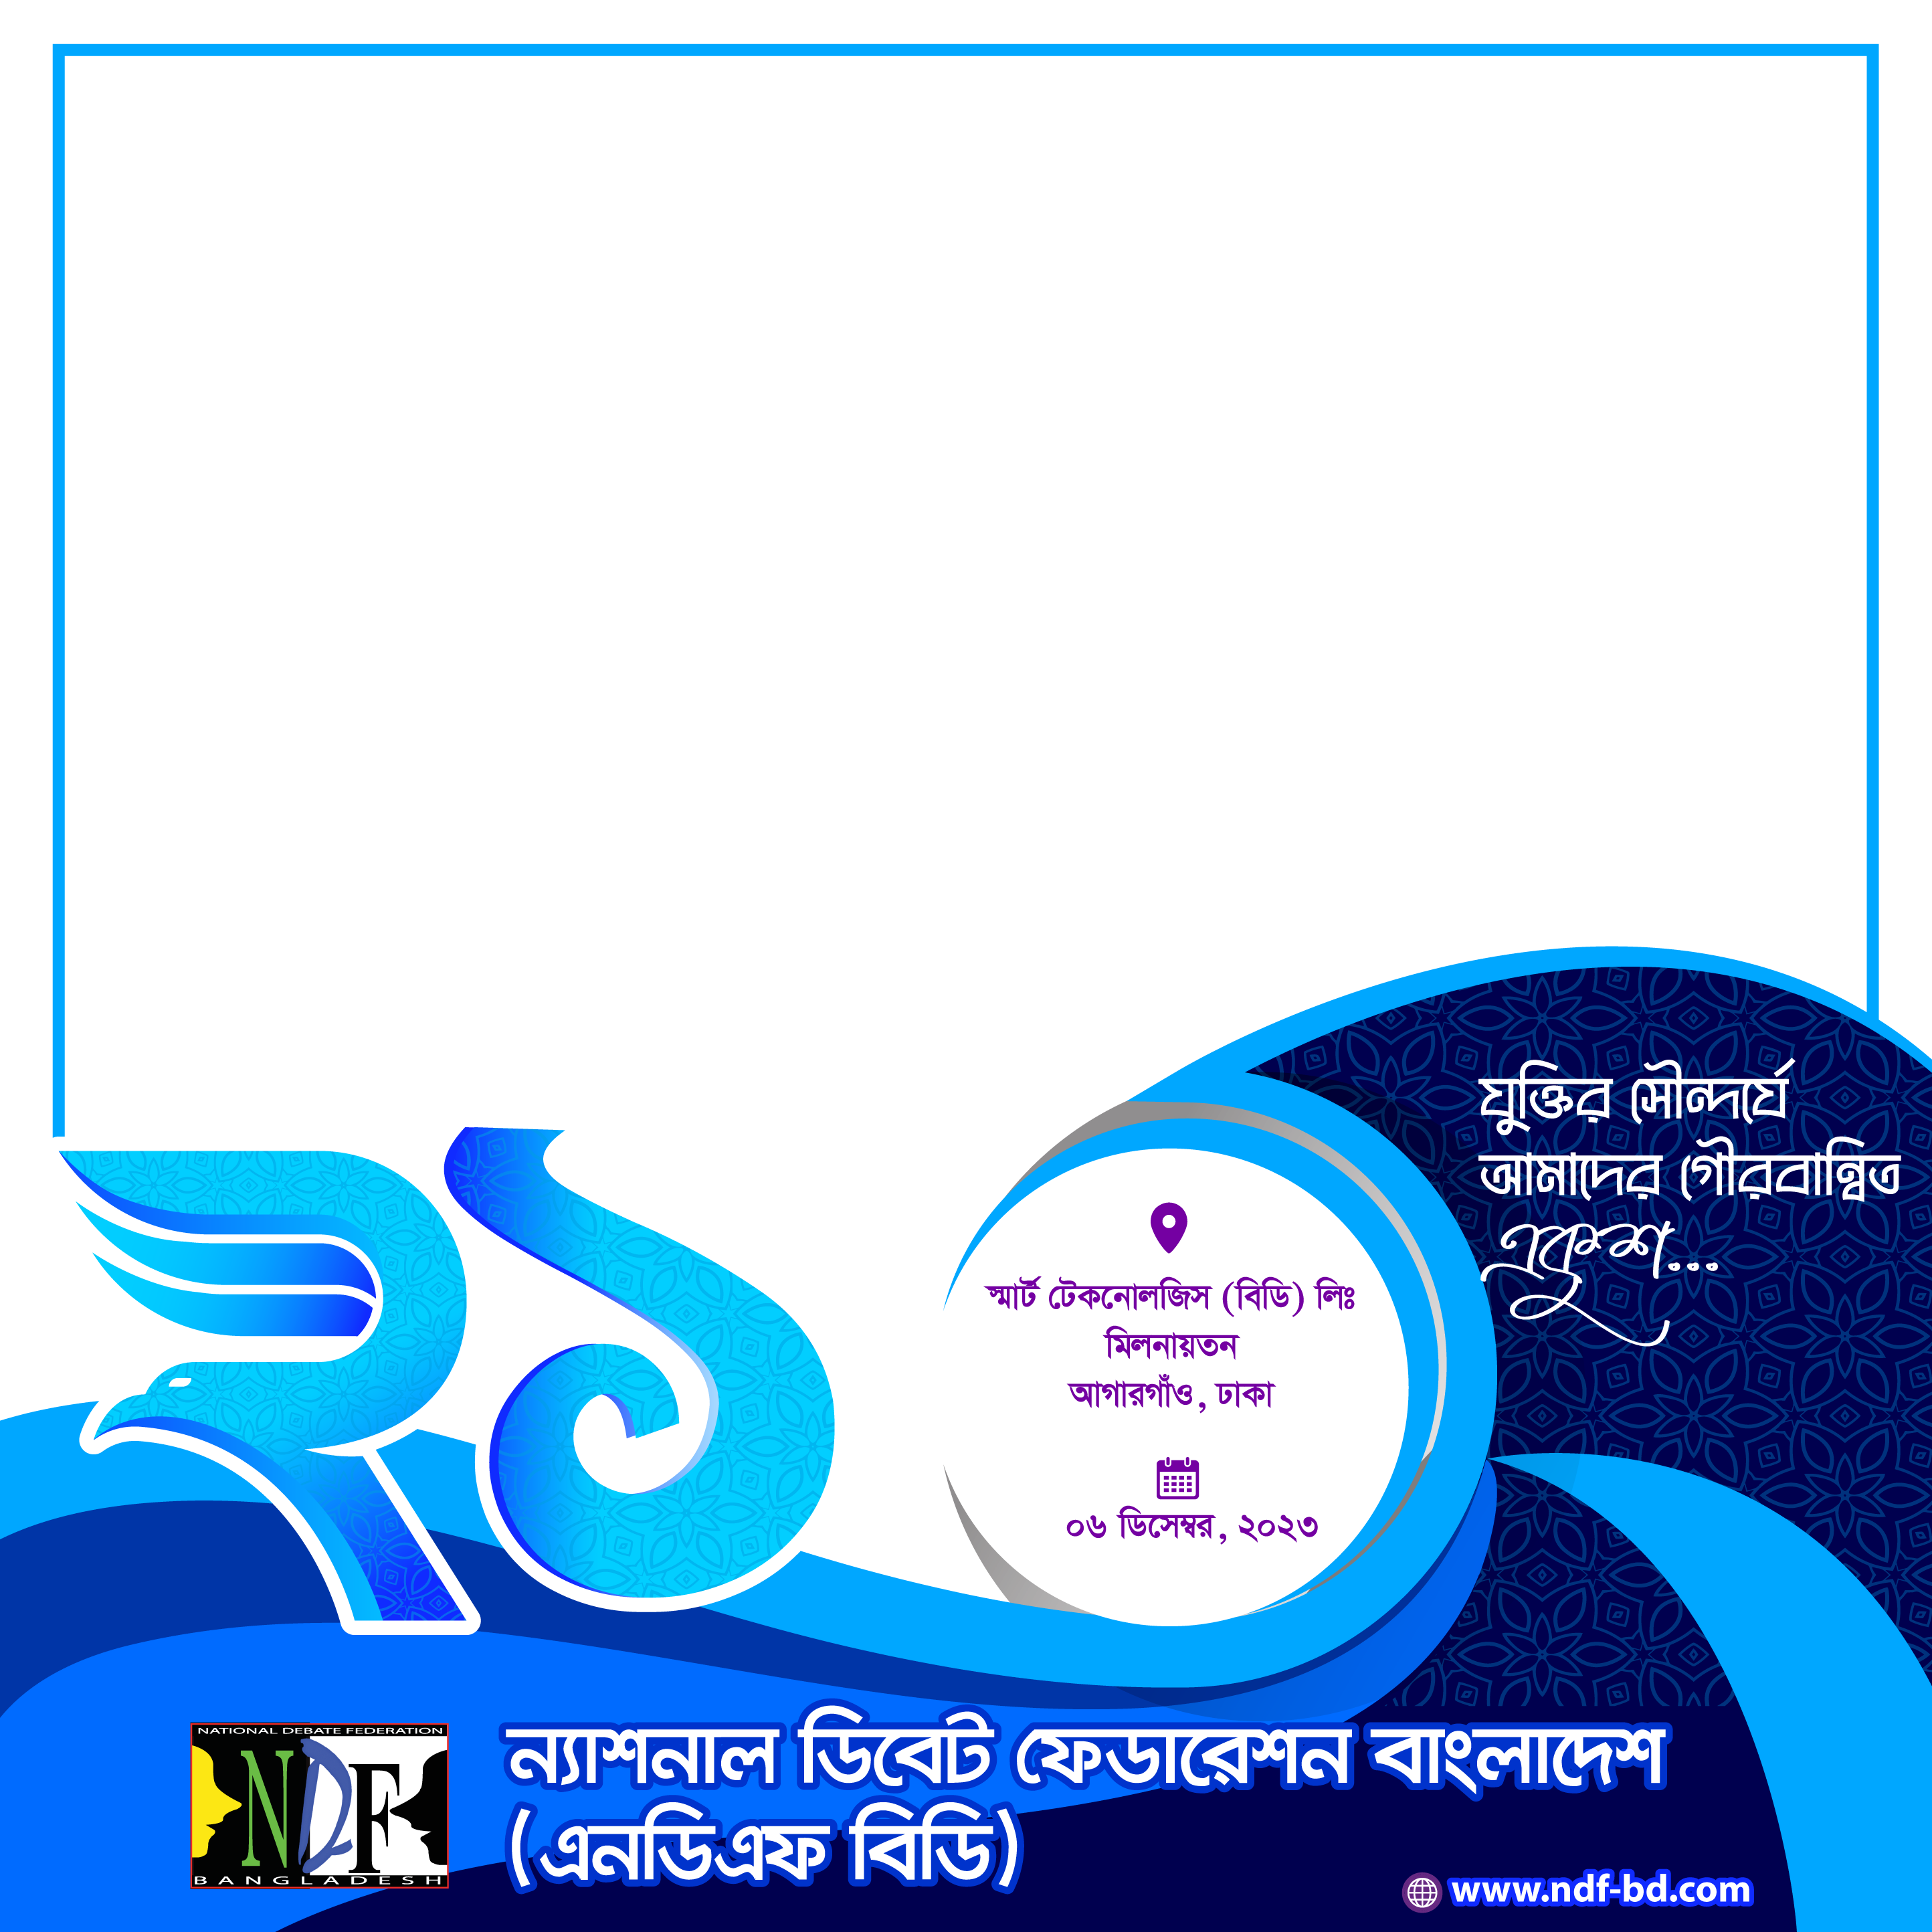 যুক্তির সৌন্দর্যে
আমাদের গৌরবান্বিত
একুশ...
২১
স্মার্ট টেকনোলজিস (বিডি) লিঃ
মিলনায়তন
আগারগাঁও, ঢাকা
০৬ ডিসেম্বর, ২০২৩
NATIONAL DEBATE FEDERATION
NDF
BANGLADESH
ন্যাশনাল ডিবেট ফেডারেশন বাংলাদেশ
(এনডিএফ বিডি)
www.ndf-bd.com